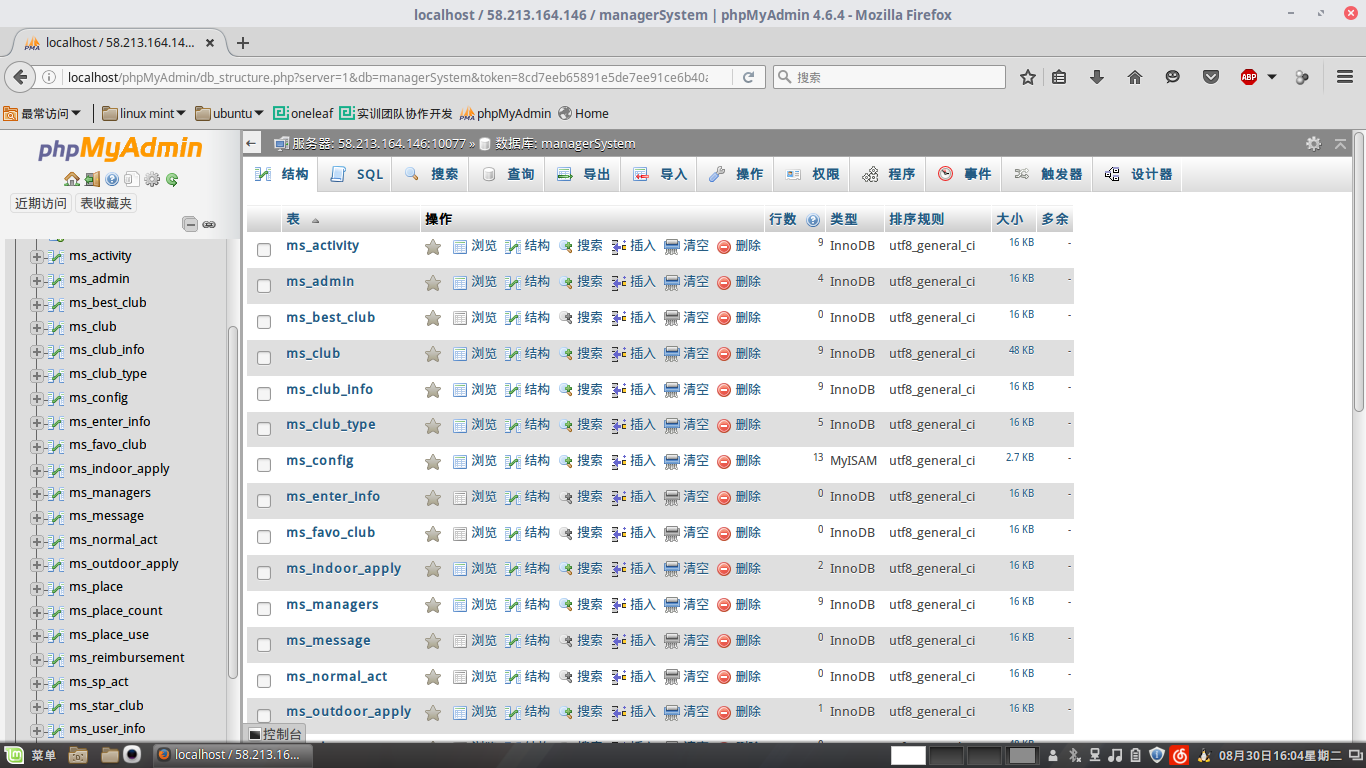 localhost / 58.213.164.146 / managerSystem | phpMyAdmin 4.6.4 - Mozilla Firefox
localhost / 58.213.164.14...
localhost/phpMyAdmin/db_structure.php?server=1&db=managerSystem&token=8cd7eeb65891e5de7ee91ce6b40a
搜索
ABP
最常访问 linux mint ubuntu oneleaf 实训团队协作开发 phpMyAdmin Home
phpMyAdmin
近期访问 表收藏夹
ms_activity
ms_admin
ms_best_club
ms_club
ms_club_info
ms_club_type
ms_config
ms_enter_info
ms_favo_club
ms_indoor_apply
ms_managers
ms_message
ms_normal_act
ms_outdoor_apply
ms_place
ms_place_count
ms_place_use
ms_reimbursement
ms_sp_act
ms_star_club
ms_user_info
服务器: 58.213.164.146:10077 » 数据库: managerSystem
结构 SQL 搜索 查询 导出 导入 操作 权限 程序 事件 触发器 设计器
表 操作 行数 类型 排序规则 大小 多余
ms_activity 浏览 结构 搜索 插入 清空 删除 9 InnoDB utf8_general_ci 16 KB -
ms_admin 浏览 结构 搜索 插入 清空 删除 4 InnoDB utf8_general_ci 16 KB -
ms_best_club 浏览 结构 搜索 插入 清空 删除 0 InnoDB utf8_general_ci 16 KB -
ms_club 浏览 结构 搜索 插入 清空 删除 9 InnoDB utf8_general_ci 48 KB -
ms_club_info 浏览 结构 搜索 插入 清空 删除 9 InnoDB utf8_general_ci 16 KB -
ms_club_type 浏览 结构 搜索 插入 清空 删除 5 InnoDB utf8_general_ci 16 KB -
ms_config 浏览 结构 搜索 插入 清空 删除 13 MyISAM utf8_general_ci 2.7 KB -
ms_enter_info 浏览 结构 搜索 插入 清空 删除 0 InnoDB utf8_general_ci 16 KB -
ms_favo_club 浏览 结构 搜索 插入 清空 删除 0 InnoDB utf8_general_ci 16 KB -
ms_indoor_apply 浏览 结构 搜索 插入 清空 删除 2 InnoDB utf8_general_ci 16 KB -
ms_managers 浏览 结构 搜索 插入 清空 删除 9 InnoDB utf8_general_ci 16 KB -
ms_message 浏览 结构 搜索 插入 清空 删除 0 InnoDB utf8_general_ci 16 KB -
ms_normal_act 浏览 结构 搜索 插入 清空 删除 0 InnoDB utf8_general_ci 16 KB -
ms_outdoor_apply 浏览 结构 搜索 插入 清空 删除 1 InnoDB utf8_general_ci 16 KB -
控制台
菜单 localhost / 58.213.16... 08月30日16:04星期二